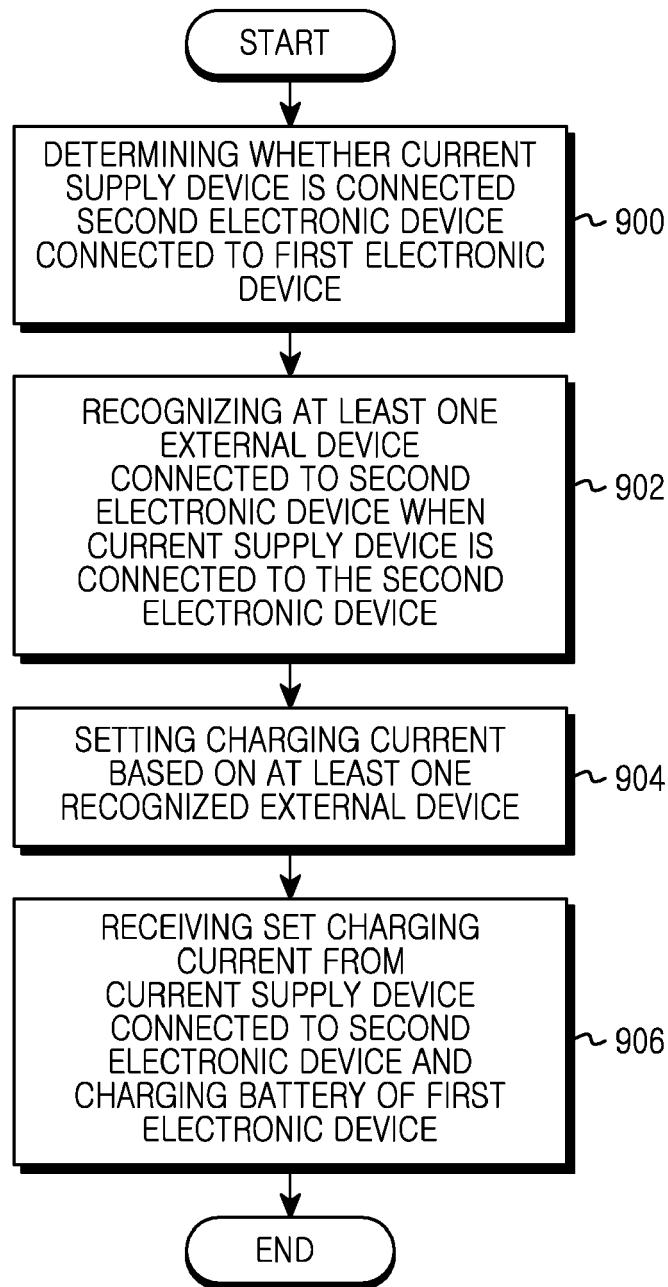 START
DETERMINING WHETHER CURRENT
SUPPLY DEVICE IS CONNECTED
SECOND ELECTRONIC DEVICE
CONNECTED TO FIRST ELECTRONIC
DEVICE
900
RECOGNIZING AT LEAST ONE
EXTERNAL DEVICE
CONNECTED TO SECOND
ELECTRONIC DEVICE WHEN
CURRENT SUPPLY DEVICE IS
CONNECTED TO THE SECOND
ELECTRONIC DEVICE
902
SETTING CHARGING CURRENT
BASED ON AT LEAST ONE
RECOGNIZED EXTERNAL DEVICE
904
RECEIVING SET CHARGING
CURRENT FROM
CURRENT SUPPLY DEVICE
CONNECTED TO SECOND
ELECTRONIC DEVICE AND
CHARGING BATTERY OF FIRST
ELECTRONIC DEVICE
906
END